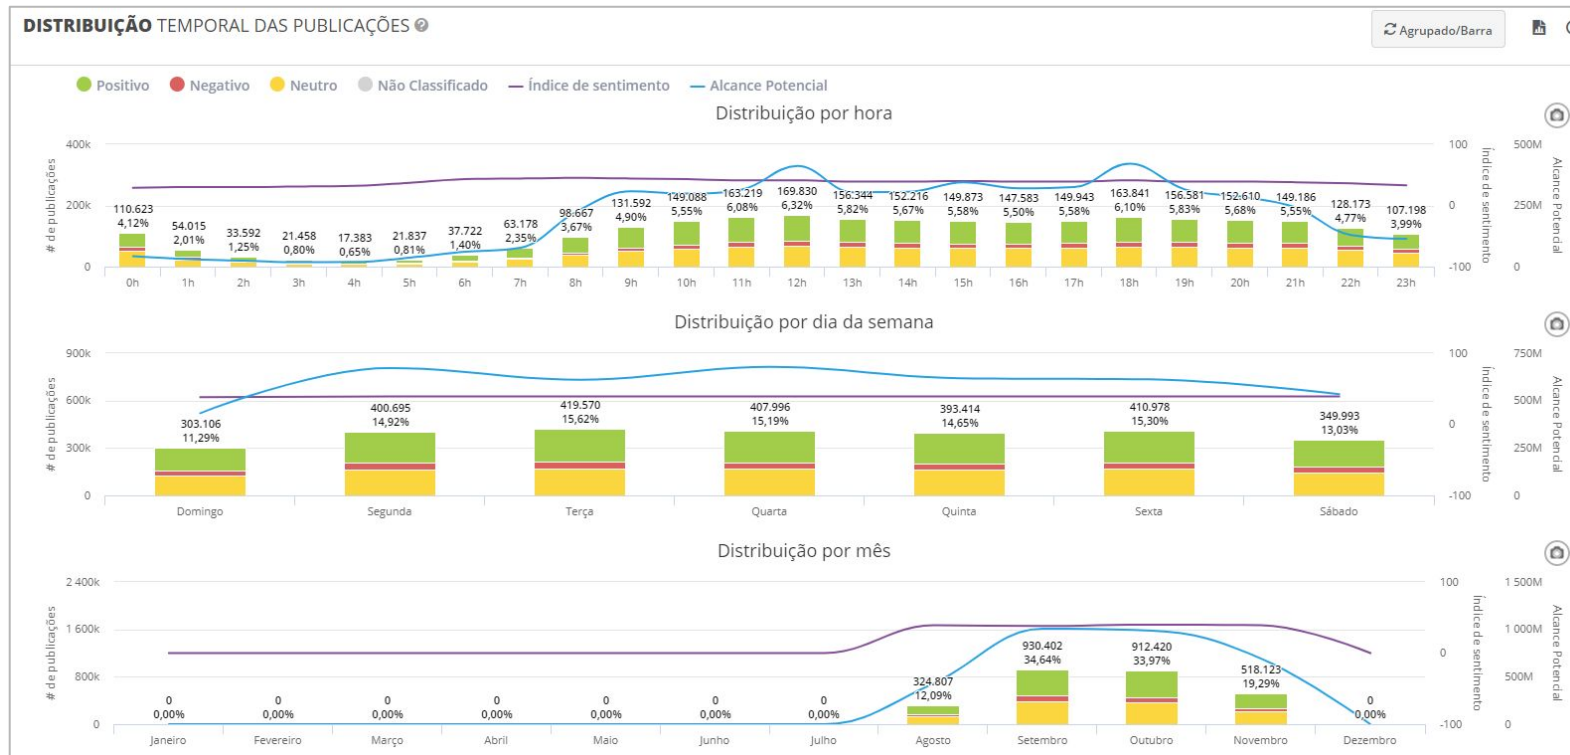 DISTRIBUIÇÃO TEMPORAL DAS PUBLICAÇÕES ?
Agrupado/Barra
Positivo Negativo Neutro Não Classificado Índice de sentimento Alcance Potencial
Distribuição por hora
# de publicações
400k
200k
0
110.623 54.015 33.592 21.458 17.383 21.837 37.722 63.178 98.667 131.592 149.088 163.219 169.830 156.344 152.216 149.873 147.583 149.943 163.841 156.581 152.610 149.186 128.173 107.198
4,12% 2,01% 1,25% 0,80% 0,65% 0,81% 1,40% 2,35% 3,67% 4,90% 5,55% 6,08% 6,32% 5,82% 5,67% 5,58% 5,50% 5,58% 6,10% 5,83% 5,68% 5,55% 4,77% 3,99%
0h 1h 2h 3h 4h 5h 6h 7h 8h 9h 10h 11h 12h 13h 14h 15h 16h 17h 18h 19h 20h 21h 22h 23h
100
0
-100
Índice de sentimento
500M
250M
0
Alcance Potencial
Distribuição por dia da semana
# de publicações
900k
600k
300k
0
303.106 400.695 419.570 407.996 393.414 410.978 349.993
11,29% 14,92% 15,62% 15,19% 14,65% 15,30% 13,03%
Domingo Segunda Terça Quarta Quinta Sexta Sábado
100
0
-100
Índice de sentimento
750M
500M
250M
0
Alcance Potencial
Distribuição por mês
# de publicações
2 400k
1 600k
800k
0
0 0 0 0 0 0 0 324.807 930.402 912.420 518.123 0
0,00% 0,00% 0,00% 0,00% 0,00% 0,00% 0,00% 12,09% 34,64% 33,97% 19,29% 0,00%
Janeiro Fevereiro Março Abril Maio Junho Julho Agosto Setembro Outubro Novembro Dezembro
100
0
-100
Índice de sentimento
1 500M
1 000M
500M
0
Alcance Potencial